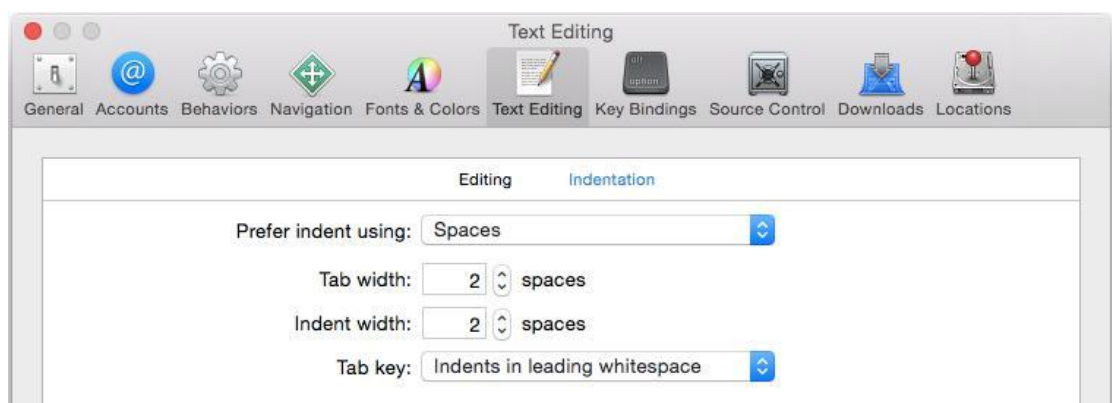 Text Editing
General Accounts Behaviors Navigation Fonts & Colors Text Editing Key Bindings Source Control Downloads Locations
Editing Indentation
Prefer indent using: Spaces
Tab width: 2 spaces
Indent width: 2 spaces
Tab key: Indents in leading whitespace